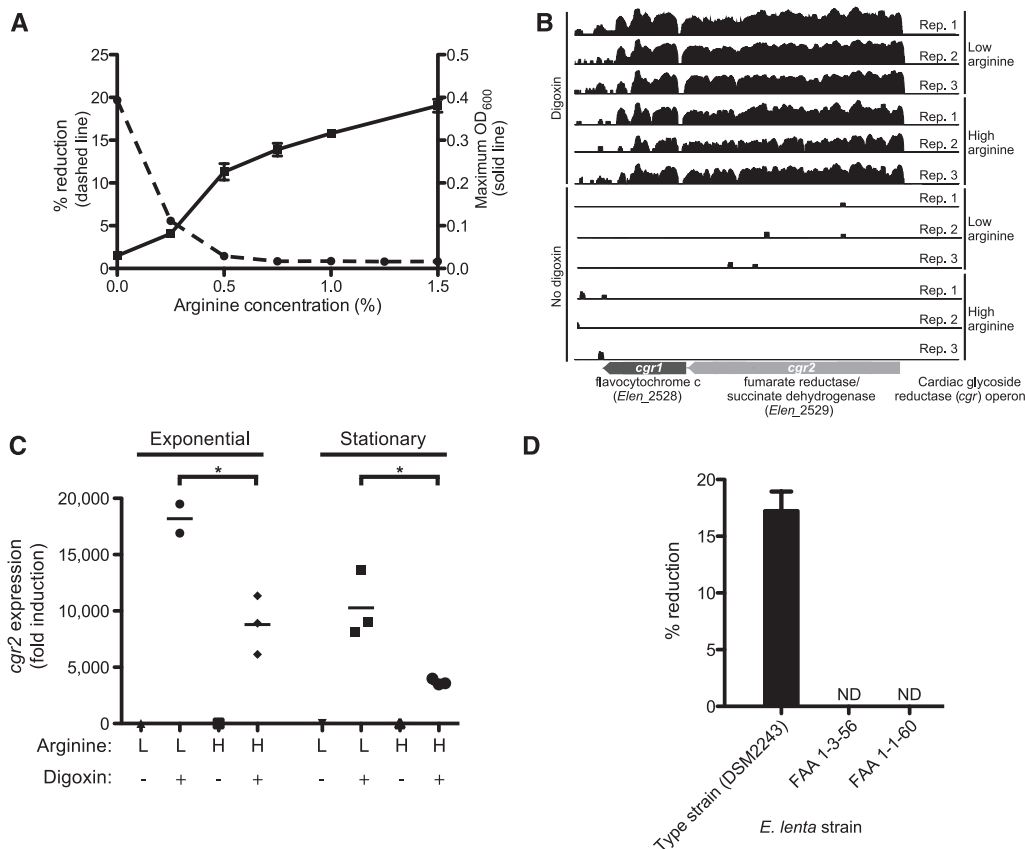 A
% reduction
(dashed line)
25
20
15
10
5
0
0.0
0.5
1.0
1.5
Arginine concentration (%)
0.5
0.4
0.3
0.2
0.1
0.0
Maximum OD600
(solid line)
B
Digoxin
No digoxin
Rep. 1
Rep. 2
Rep. 3
Low
arginine
Rep. 1
Rep. 2
Rep. 3
High
arginine
Rep. 1
Rep. 2
Rep. 3
Low
arginine
Rep. 1
Rep. 2
Rep. 3
High
arginine
cgr1
cgr2
flavocytochrome c
(Elen_2528)
fumarate reductase/
succinate dehydrogenase
(Elen_2529)
Cardiac glycoside
reductase (cgr) operon
C
Exponential
Stationary
*
*
cgr2 expression
(fold induction)
20,000
15,000
10,000
5,000
0
Arginine: L L H H L L H H
Digoxin: - + - + - + - +
D
% reduction
20
15
10
5
0
ND
ND
Type strain (DSM2243)
FAA 1-3-56
FAA 1-1-60
E. lenta strain